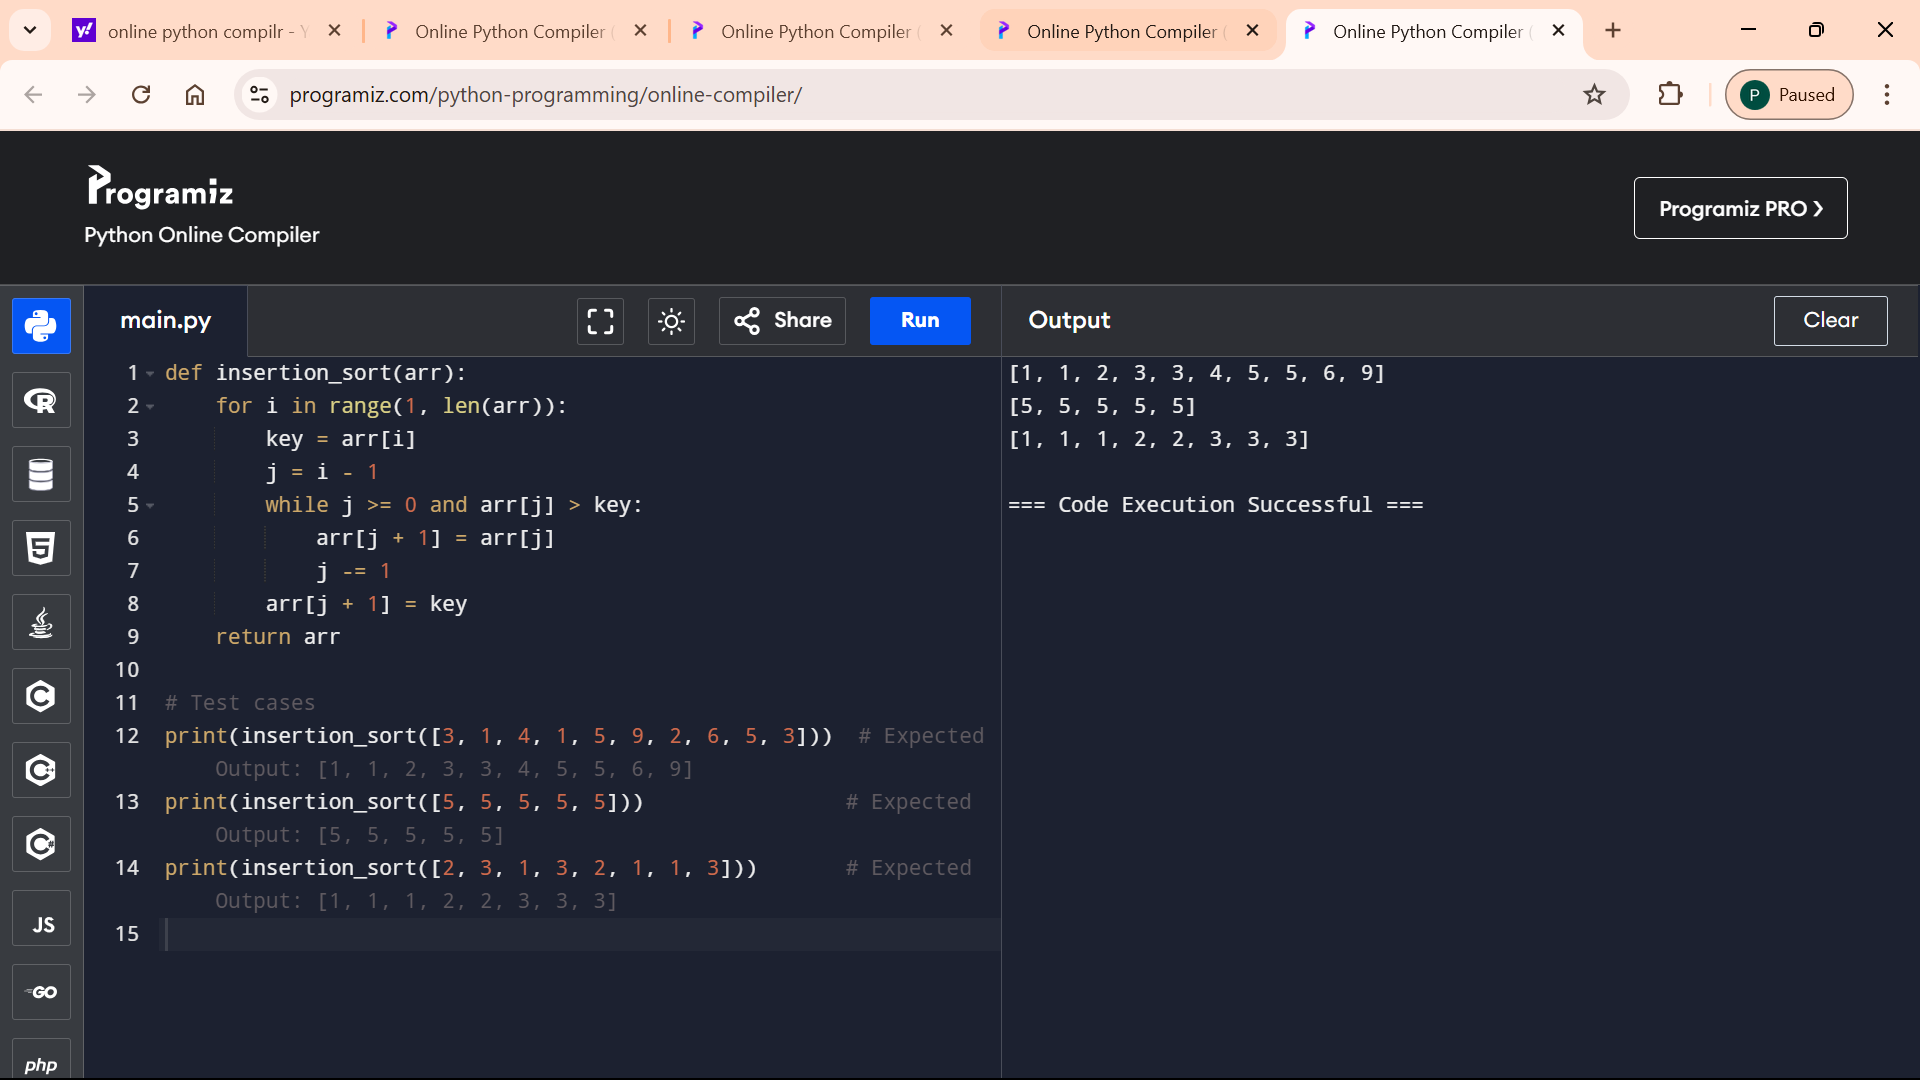 online python compilr - Y
Online Python Compiler (
Online Python Compiler (
Online Python Compiler (
Online Python Compiler (
programiz.com/python-programming/online-compiler/
P
Paused
Programiz
Python Online Compiler
Programiz PRO ❯
main.py
Share
Run
Output
Clear
1 def insertion_sort(arr):
2     for i in range(1, len(arr)):
3         key = arr[i]
4         j = i - 1
5         while j >= 0 and arr[j] > key:
6             arr[j + 1] = arr[j]
7             j -= 1
8         arr[j + 1] = key
9     return arr
10
11 # Test cases
12 print(insertion_sort([3, 1, 4, 1, 5, 9, 2, 6, 5, 3]))  # Expected
    Output: [1, 1, 2, 3, 3, 4, 5, 5, 6, 9]
13 print(insertion_sort([5, 5, 5, 5, 5]))                # Expected
    Output: [5, 5, 5, 5, 5]
14 print(insertion_sort([2, 3, 1, 3, 2, 1, 1, 3]))       # Expected
    Output: [1, 1, 1, 2, 2, 3, 3, 3]
15
[1, 1, 2, 3, 3, 4, 5, 5, 6, 9]
[5, 5, 5, 5, 5]
[1, 1, 1, 2, 2, 3, 3, 3]
=== Code Execution Successful ===
R
5
C
C++
C#
JS
GO
php